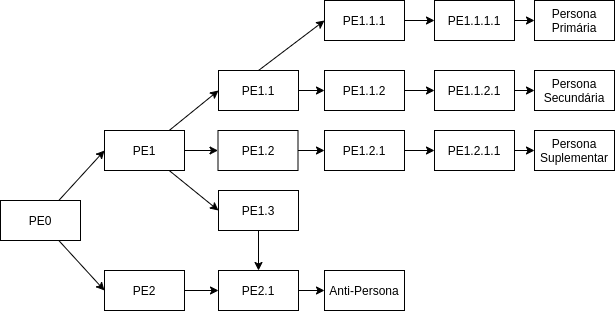 PE1.1.1
PE1.1.1.1
Persona
Primária
PE1.1
PE1.1.2
PE1.1.2.1
Persona
Secundária
PE1
PE1.2
PE1.2.1
PE1.2.1.1
Persona
Suplementar
PE0
PE1.3
PE2
PE2.1
Anti-Persona